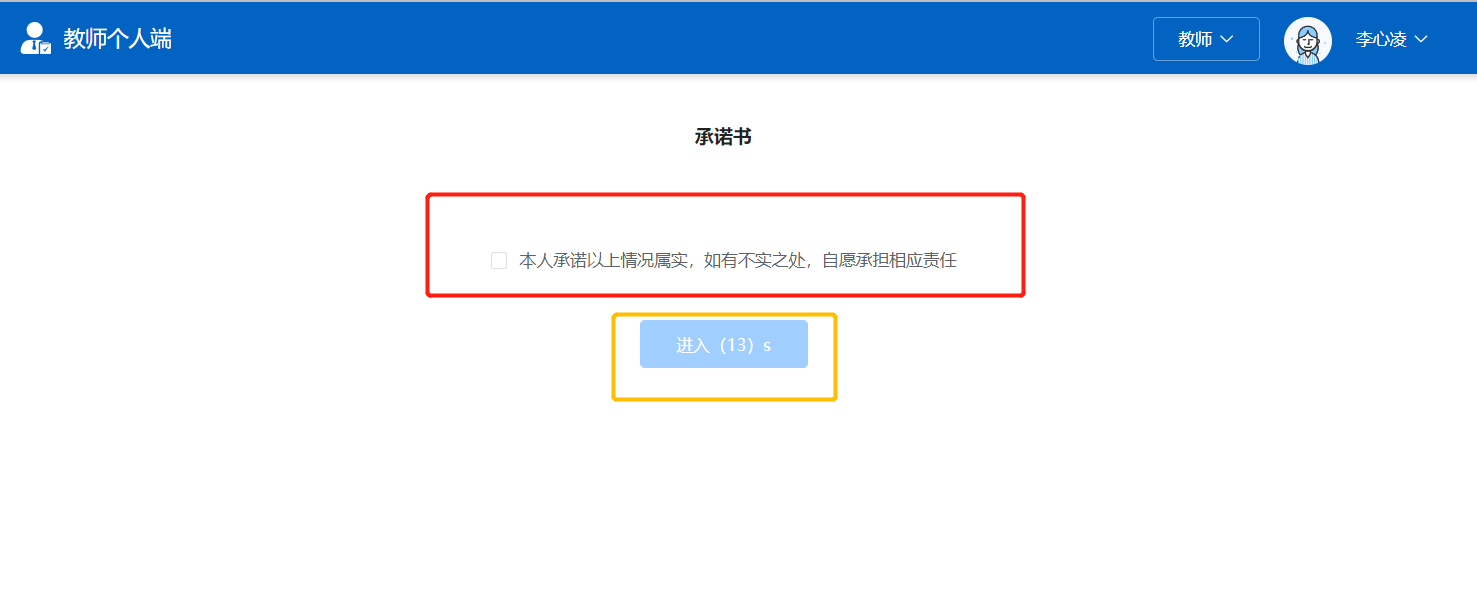 教师个人端
教师
李心凌
承诺书
本人承诺以上情况属实，如有不实之处，自愿承担相应责任
进入（13）s